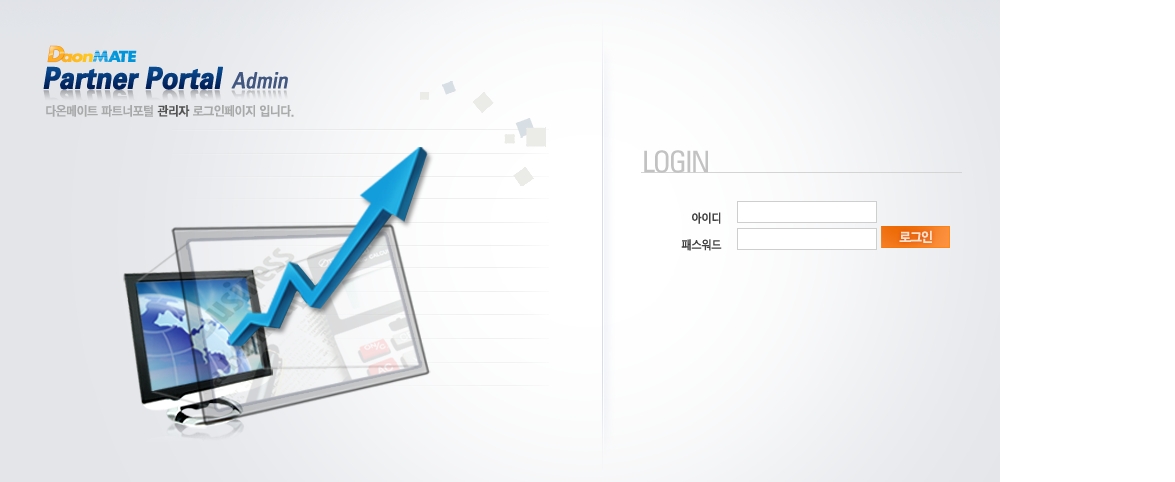 DaonMATE
Partner Portal Admin
다온메이트 파트너포털 관리자 로그인페이지 입니다.
LOGIN
아이디
패스워드
로그인
usiness